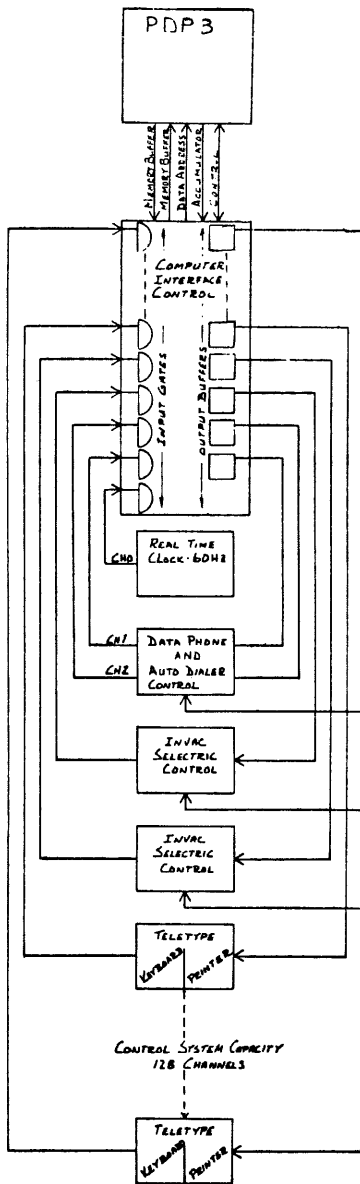 PDP3
MEMORY BUFFER
MEMORY BUFFER
DATA ADDRESS
ACCUMULATOR
CONTROL
COMPUTER
INTERFACE
CONTROL
INPUT GATES
OUTPUT BUFFERS
REAL TIME
CLOCK-60HZ
CH0
CH1
CH2
DATA PHONE
AND
AUTO DIALER
CONTROL
INVAC
SELECTRIC
CONTROL
INVAC
SELECTRIC
CONTROL
TELETYPE
KEYBOARD
PRINTER
CONTROL SYSTEM CAPACITY
128 CHANNELS
TELETYPE
KEYBOARD
PRINTER